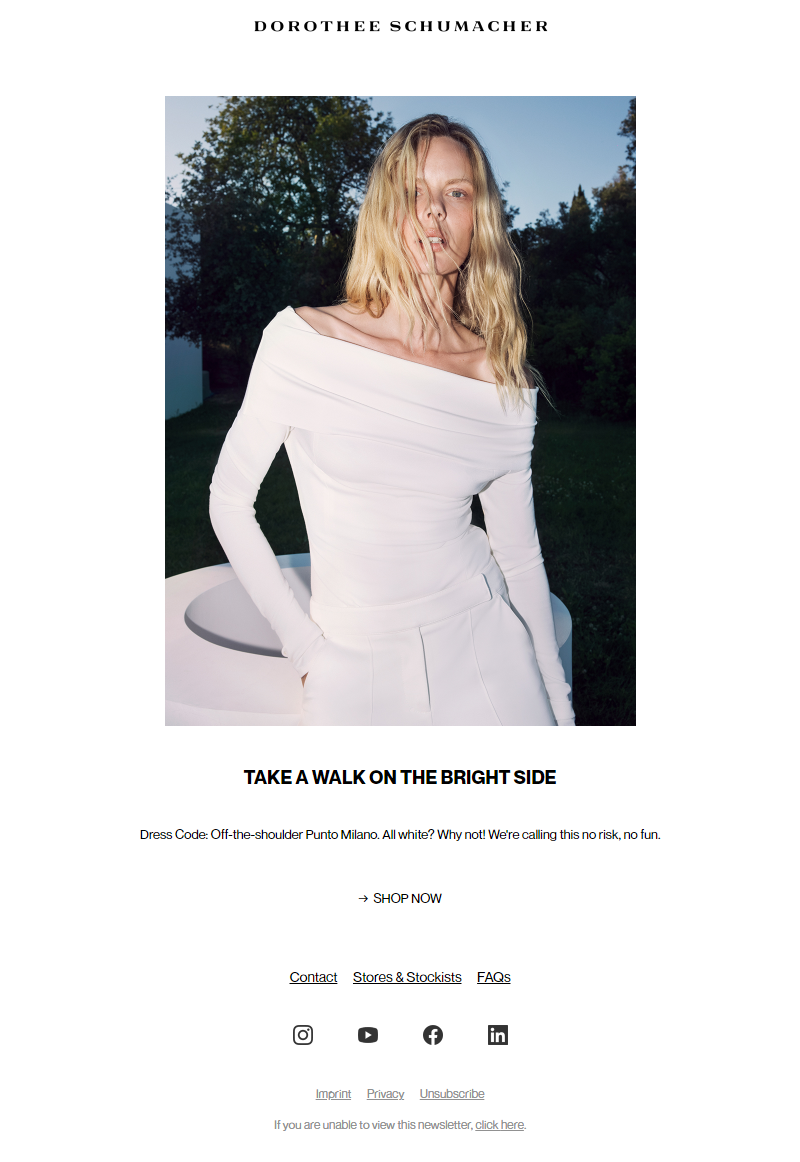 DOROTHEE SCHUMACHER
TAKE A WALK ON THE BRIGHT SIDE
Dress Code: Off-the-shoulder Punto Milano. All white? Why not! We're calling this no risk, no fun.
→ SHOP NOW
Contact Stores & Stockists FAQs
Imprint Privacy Unsubscribe
If you are unable to view this newsletter, click here.